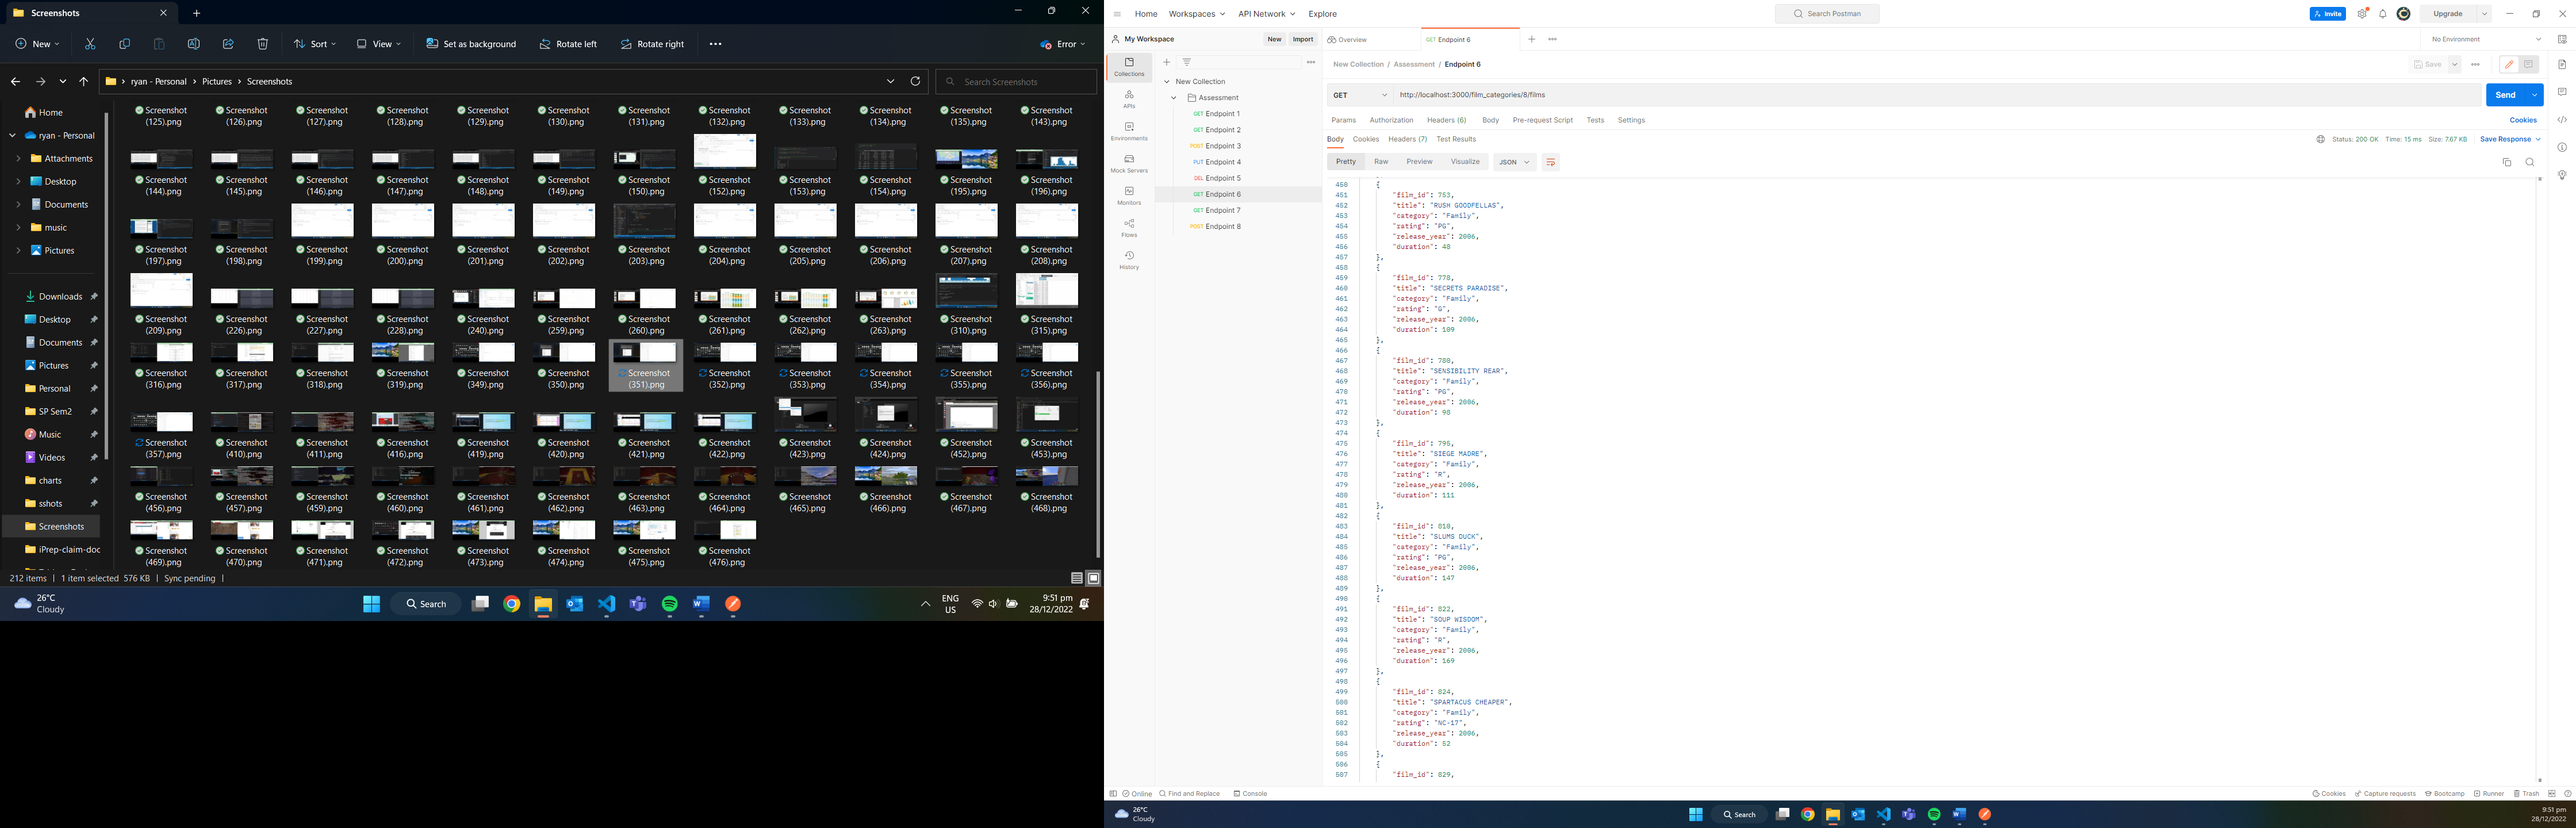 Screenshots
New
Sort
View
Set as background
Rotate left
Rotate right
Error
ryan - Personal
Pictures
Screenshots
Search Screenshots
Home
ryan - Personal
Attachments
Desktop
Documents
music
Pictures
Downloads
Desktop
Documents
Pictures
Personal
SP Sem2
Music
Videos
charts
sshots
Screenshots
iPrep-claim-doc
Screenshot (125).png
Screenshot (126).png
Screenshot (127).png
Screenshot (128).png
Screenshot (129).png
Screenshot (130).png
Screenshot (131).png
Screenshot (132).png
Screenshot (133).png
Screenshot (134).png
Screenshot (135).png
Screenshot (143).png
Screenshot (144).png
Screenshot (145).png
Screenshot (146).png
Screenshot (147).png
Screenshot (148).png
Screenshot (149).png
Screenshot (150).png
Screenshot (152).png
Screenshot (153).png
Screenshot (154).png
Screenshot (195).png
Screenshot (196).png
Screenshot (197).png
Screenshot (198).png
Screenshot (199).png
Screenshot (200).png
Screenshot (201).png
Screenshot (202).png
Screenshot (203).png
Screenshot (204).png
Screenshot (205).png
Screenshot (206).png
Screenshot (207).png
Screenshot (208).png
Screenshot (209).png
Screenshot (226).png
Screenshot (227).png
Screenshot (228).png
Screenshot (240).png
Screenshot (259).png
Screenshot (260).png
Screenshot (261).png
Screenshot (262).png
Screenshot (263).png
Screenshot (310).png
Screenshot (315).png
Screenshot (316).png
Screenshot (317).png
Screenshot (318).png
Screenshot (319).png
Screenshot (349).png
Screenshot (350).png
Screenshot (351).png
Screenshot (352).png
Screenshot (353).png
Screenshot (354).png
Screenshot (355).png
Screenshot (356).png
Screenshot (357).png
Screenshot (410).png
Screenshot (411).png
Screenshot (416).png
Screenshot (419).png
Screenshot (420).png
Screenshot (421).png
Screenshot (422).png
Screenshot (423).png
Screenshot (424).png
Screenshot (452).png
Screenshot (453).png
Screenshot (456).png
Screenshot (457).png
Screenshot (459).png
Screenshot (460).png
Screenshot (461).png
Screenshot (462).png
Screenshot (463).png
Screenshot (464).png
Screenshot (465).png
Screenshot (466).png
Screenshot (467).png
Screenshot (468).png
Screenshot (469).png
Screenshot (470).png
Screenshot (471).png
Screenshot (472).png
Screenshot (473).png
Screenshot (474).png
Screenshot (475).png
Screenshot (476).png
212 items | 1 item selected 576 KB | Sync pending |
26°C
Cloudy
Search
ENG
US
9:51 pm
28/12/2022
Home Workspaces API Network Explore
Search Postman
Invite
Upgrade
My Workspace
New Import
Overview
GET Endpoint 6
No Environment
Collections
APIs
Environments
Mock Servers
Monitors
Flows
History
New Collection
Assessment
GET Endpoint 1
GET Endpoint 2
POST Endpoint 3
PUT Endpoint 4
DEL Endpoint 5
GET Endpoint 6
GET Endpoint 7
POST Endpoint 8
New Collection / Assessment / Endpoint 6
Save
GET
http://localhost:3000/film_categories/8/films
Send
Params Authorization Headers (6) Body Pre-request Script Tests Settings
Cookies
Body Cookies Headers (7) Test Results
Status: 200 OK Time: 15 ms Size: 7.67 KB Save Response
Pretty Raw Preview Visualize JSON
450 {
451 "film_id": 753,
452 "title": "RUSH GOODFELLAS",
453 "category": "Family",
454 "rating": "PG",
455 "release_year": 2006,
456 "duration": 48
457 },
458 {
459 "film_id": 778,
460 "title": "SECRETS PARADISE",
461 "category": "Family",
462 "rating": "G",
463 "release_year": 2006,
464 "duration": 109
465 },
466 {
467 "film_id": 780,
468 "title": "SENSIBILITY REAR",
469 "category": "Family",
470 "rating": "PG",
471 "release_year": 2006,
472 "duration": 98
473 },
474 {
475 "film_id": 795,
476 "title": "SIEGE MADRE",
477 "category": "Family",
478 "rating": "R",
479 "release_year": 2006,
480 "duration": 111
481 },
482 {
483 "film_id": 810,
484 "title": "SLUMS DUCK",
485 "category": "Family",
486 "rating": "PG",
487 "release_year": 2006,
488 "duration": 147
489 },
490 {
491 "film_id": 822,
492 "title": "SOUP WISDOM",
493 "category": "Family",
494 "rating": "R",
495 "release_year": 2006,
496 "duration": 169
497 },
498 {
499 "film_id": 824,
500 "title": "SPARTACUS CHEAPER",
501 "category": "Family",
502 "rating": "NC-17",
503 "release_year": 2006,
504 "duration": 52
505 },
506 {
507 "film_id": 829,
Online Find and Replace Console
Cookies Capture requests Bootcamp Runner Trash
26°C
Cloudy
Search
9:51 pm
28/12/2022